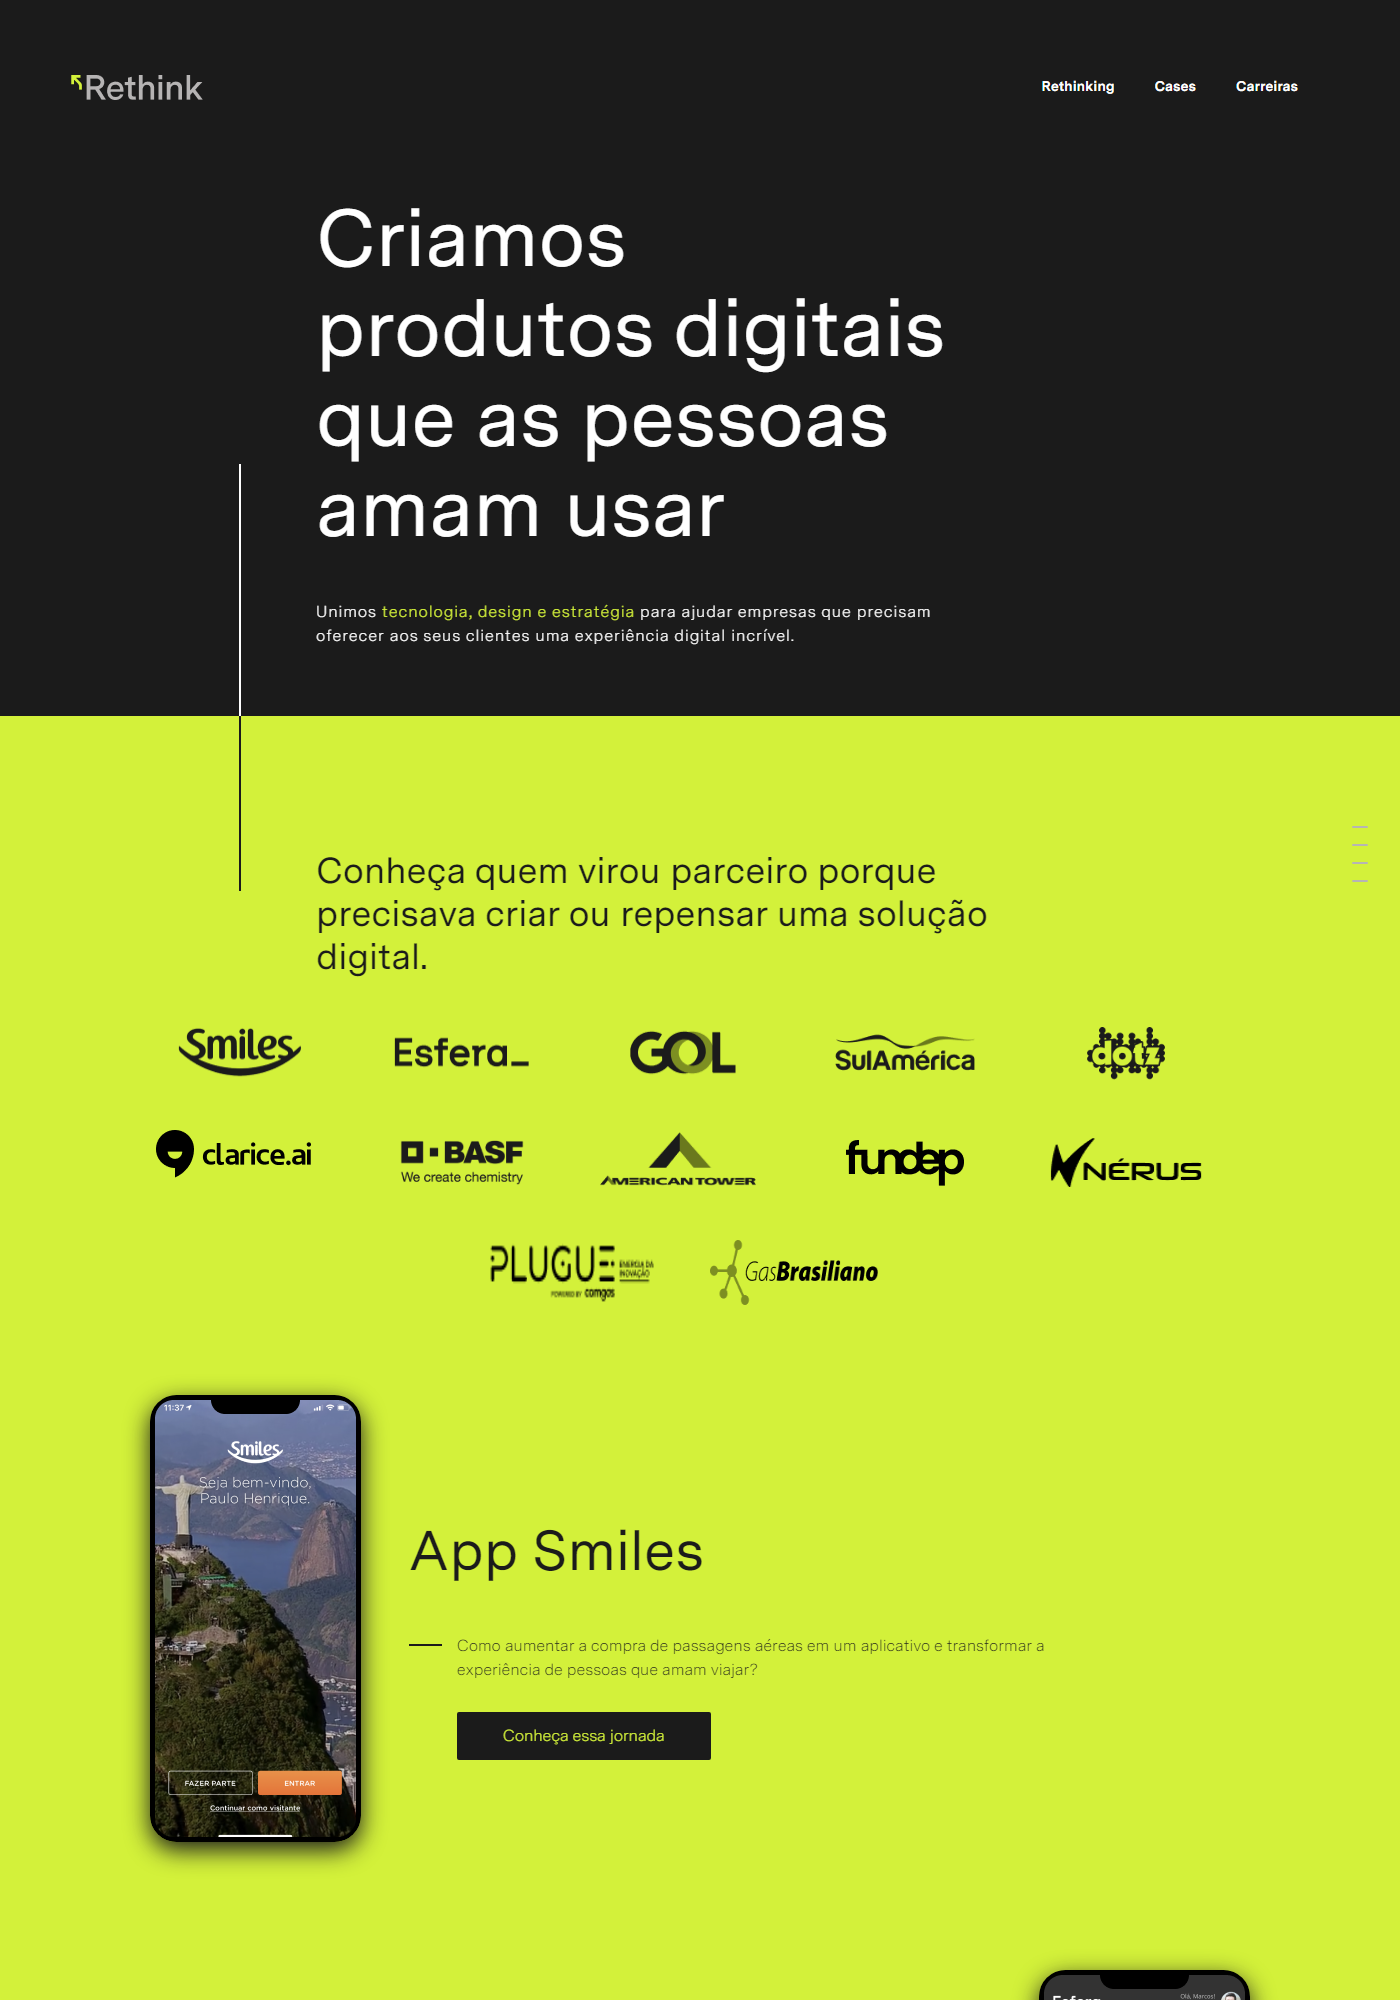 Rethink
Rethinking
Cases
Carreiras
Criamos
produtos digitais
que as pessoas
amam usar
Unimos tecnologia, design e estratégia para ajudar empresas que precisam
oferecer aos seus clientes uma experiência digital incrível.
Conheça quem virou parceiro porque
precisava criar ou repensar uma solução
digital.
Smiles
Esfera_
GOL
SulAmérica
dotz
clarice.ai
BASF
We create chemistry
AMERICAN TOWER
fundep
NÉRUS
PLUGUE
ENERGIA DA
INOVAÇÃO
POWERED BY comgas
GasBrasiliano
11:37
Smiles
Seja bem-vindo,
Paulo Henrique.
FAZER PARTE
ENTRAR
Continuar como visitante
App Smiles
Como aumentar a compra de passagens aéreas em um aplicativo e transformar a
experiência de pessoas que amam viajar?
Conheça essa jornada
Olá, Marcos!
Esfera